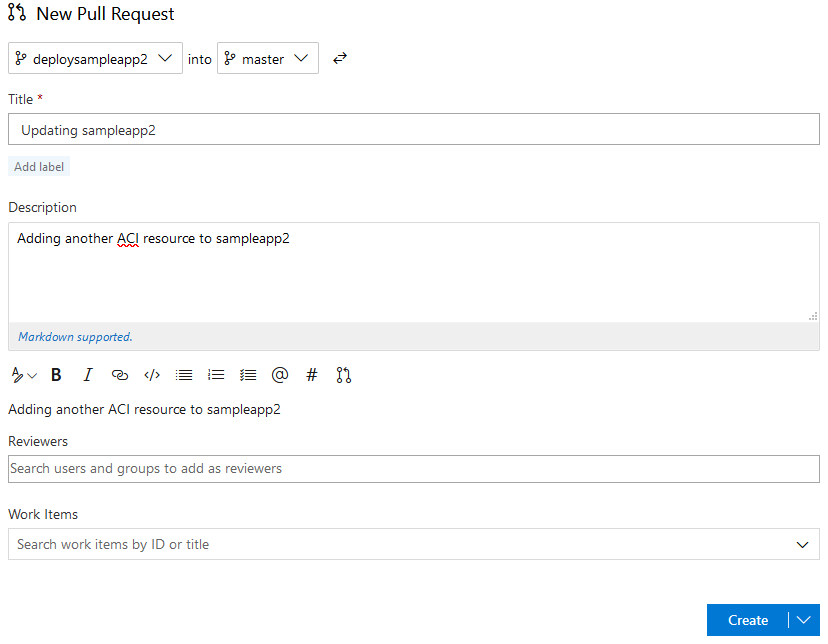 New Pull Request
deploysampleapp2 into master
Title *
Updating sampleapp2
Add label
Description
Adding another ACI resource to sampleapp2
Markdown supported.
B I </> @ #
Adding another ACI resource to sampleapp2
Reviewers
Search users and groups to add as reviewers
Work Items
Search work items by ID or title
Create